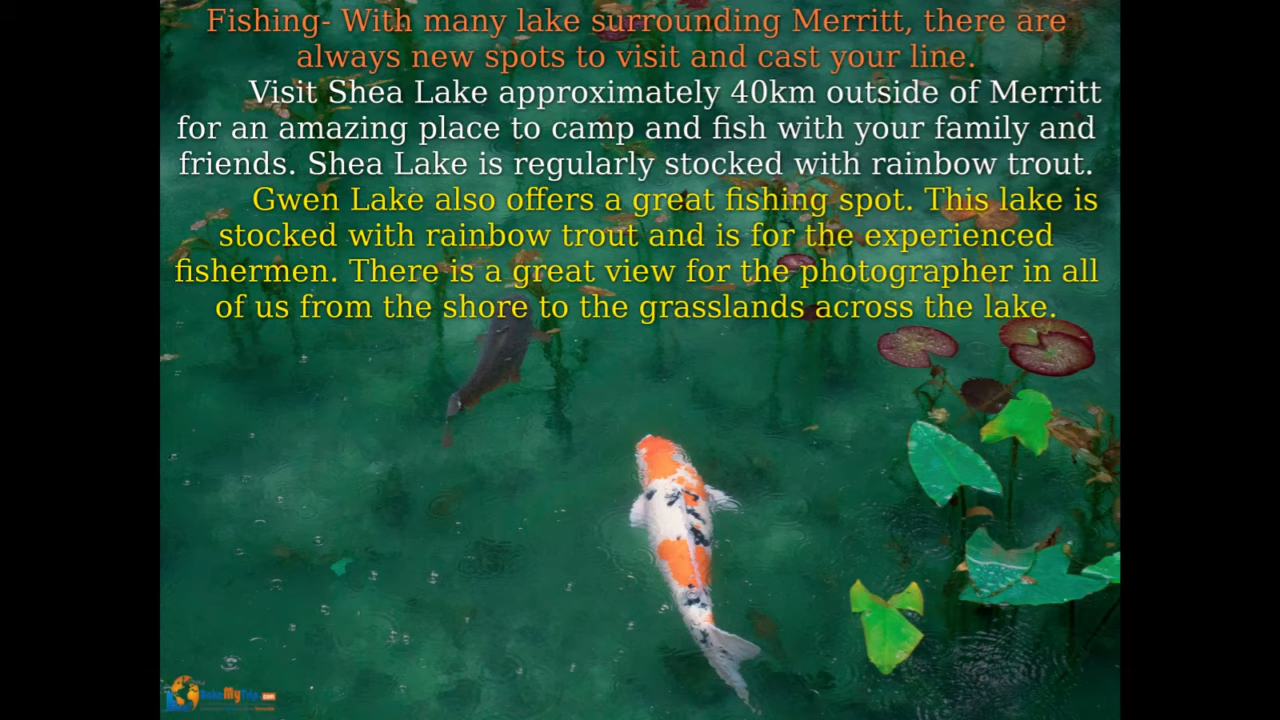 Fishing- With many lake surrounding Merritt, there are
always new spots to visit and cast your line.
Visit Shea Lake approximately 40km outside of Merritt
for an amazing place to camp and fish with your family and
friends. Shea Lake is regularly stocked with rainbow trout.
Gwen Lake also offers a great fishing spot. This lake is
stocked with rainbow trout and is for the experienced
fishermen. There is a great view for the photographer in all
of us from the shore to the grasslands across the lake.
MyTrip.com